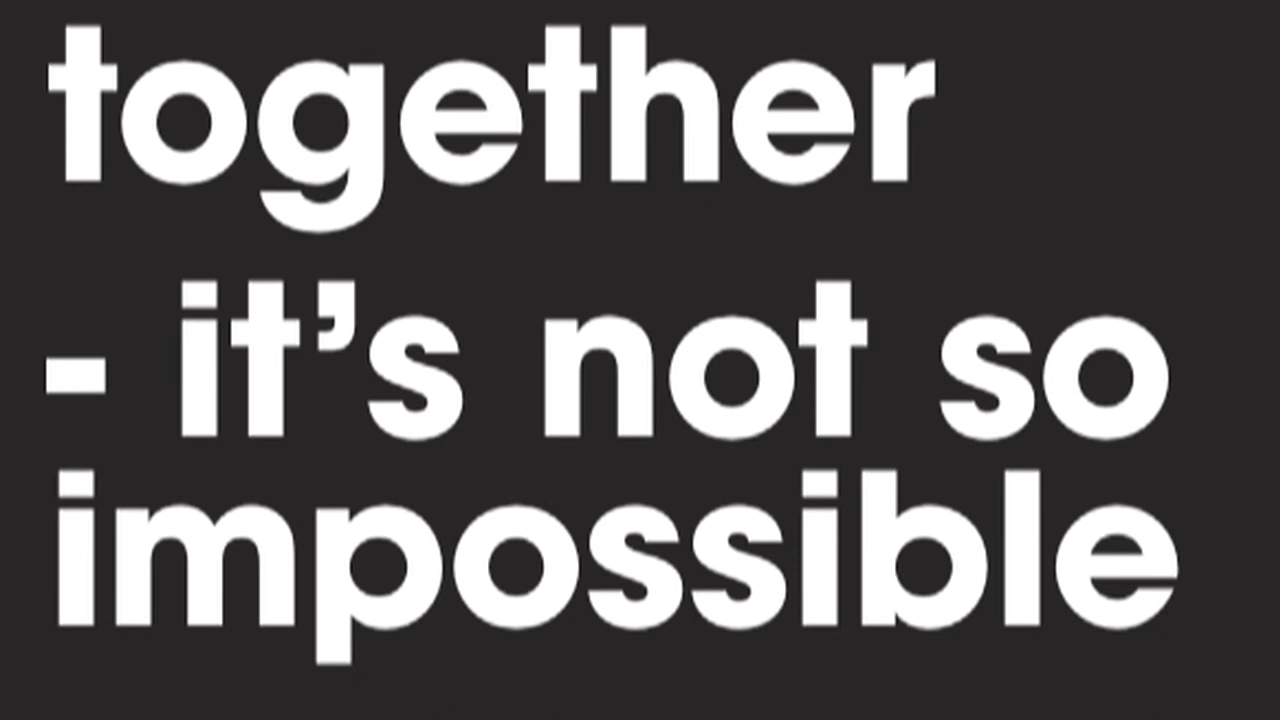 together
- it’s not so
impossible